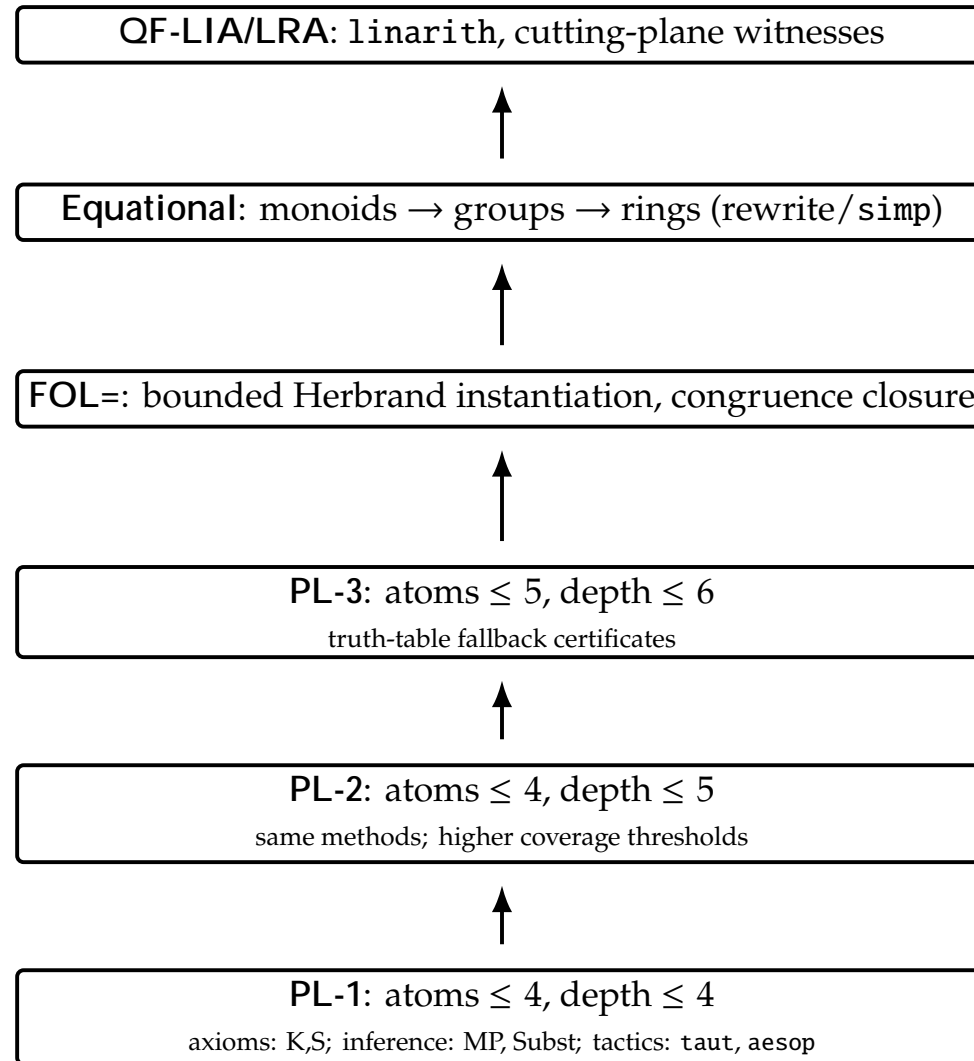 QF-LIA/LRA: linarith, cutting-plane witnesses
Equational: monoids → groups → rings (rewrite/simp)
FOL=: bounded Herbrand instantiation, congruence closure
PL-3: atoms ≤ 5, depth ≤ 6
truth-table fallback certificates
PL-2: atoms ≤ 4, depth ≤ 5
same methods; higher coverage thresholds
PL-1: atoms ≤ 4, depth ≤ 4
axioms: K,S; inference: MP, Subst; tactics: taut, aesop